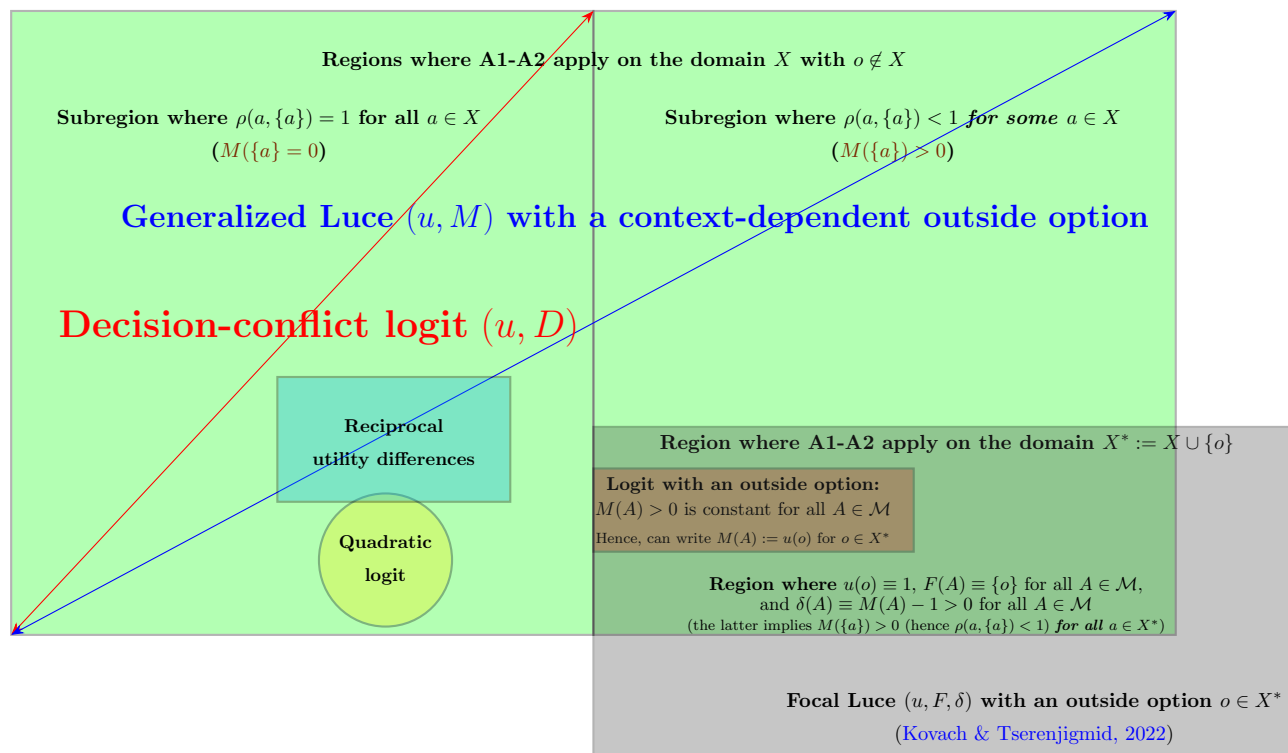 Regions where A1-A2 apply on the domain X with o ∉ X
Subregion where ρ(a, {a}) = 1 for all a ∈ X
(M({a} = 0)
Subregion where ρ(a, {a}) < 1 for some a ∈ X
(M({a}) > 0)
Generalized Luce (u, M) with a context-dependent outside option
Decision-conflict logit (u, D)
Reciprocal
utility differences
Quadratic
logit
Region where A1-A2 apply on the domain X* := X ∪ {o}
Logit with an outside option:
M(A) > 0 is constant for all A ∈ ℳ
Hence, can write M(A) := u(o) for o ∈ X*
Region where u(o) ≡ 1, F(A) ≡ {o} for all A ∈ ℳ,
and δ(A) ≡ M(A) − 1 > 0 for all A ∈ ℳ
(the latter implies M({a}) > 0 (hence ρ(a, {a}) < 1) for all a ∈ X*)
Focal Luce (u, F, δ) with an outside option o ∈ X*
(Kovach & Tserenjigmid, 2022)